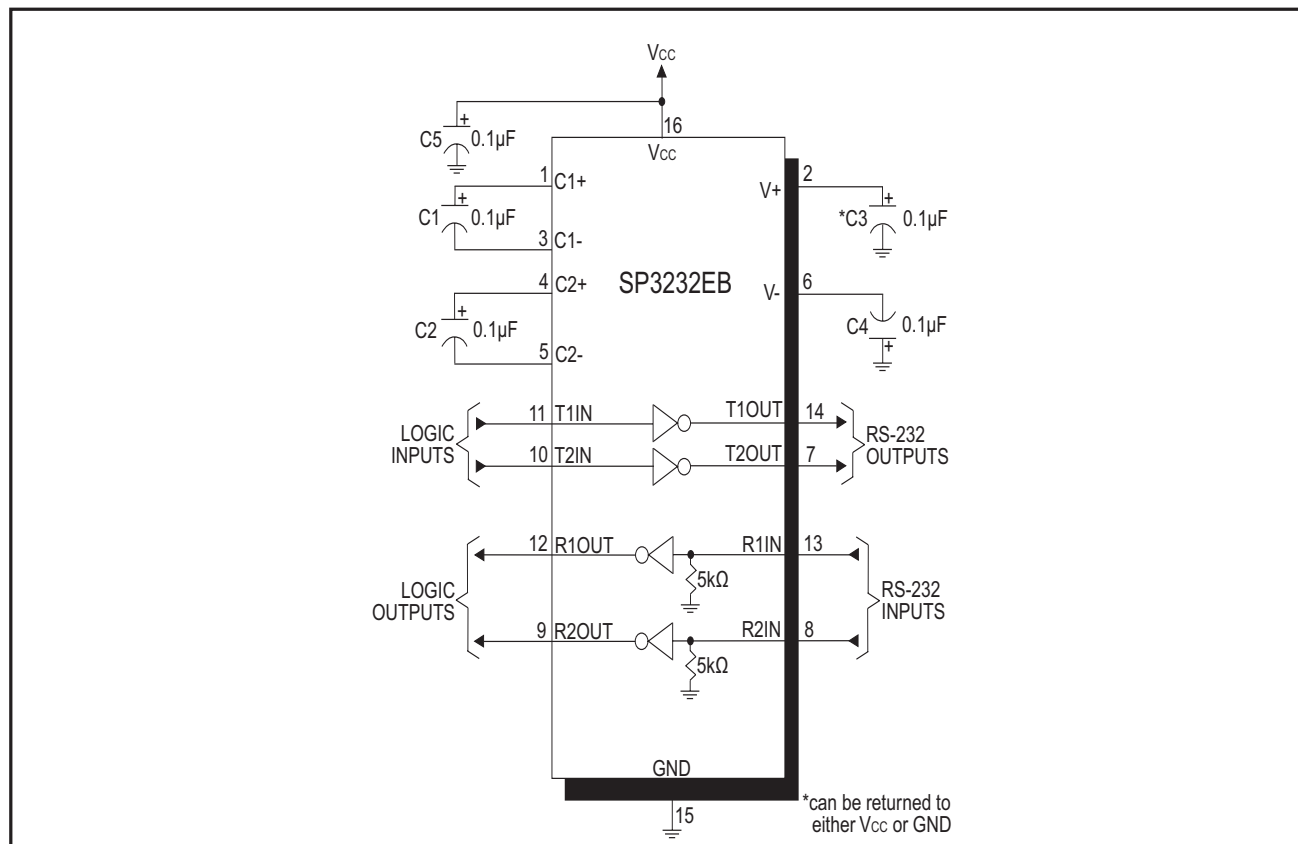 Vcc
+
C5 0.1µF
16
Vcc
1 C1+
+
C1 0.1µF
3 C1-
4 C2+
+
C2 0.1µF
5 C2-
SP3232EB
V+ 2
+
*C3 0.1µF
V- 6
C4 0.1µF
+
LOGIC
INPUTS
11 T1IN
T1OUT 14
10 T2IN
T2OUT 7
RS-232
OUTPUTS
LOGIC
OUTPUTS
12 R1OUT
R1IN 13
5kΩ
9 R2OUT
R2IN 8
5kΩ
RS-232
INPUTS
GND
15
*can be returned to
either Vcc or GND